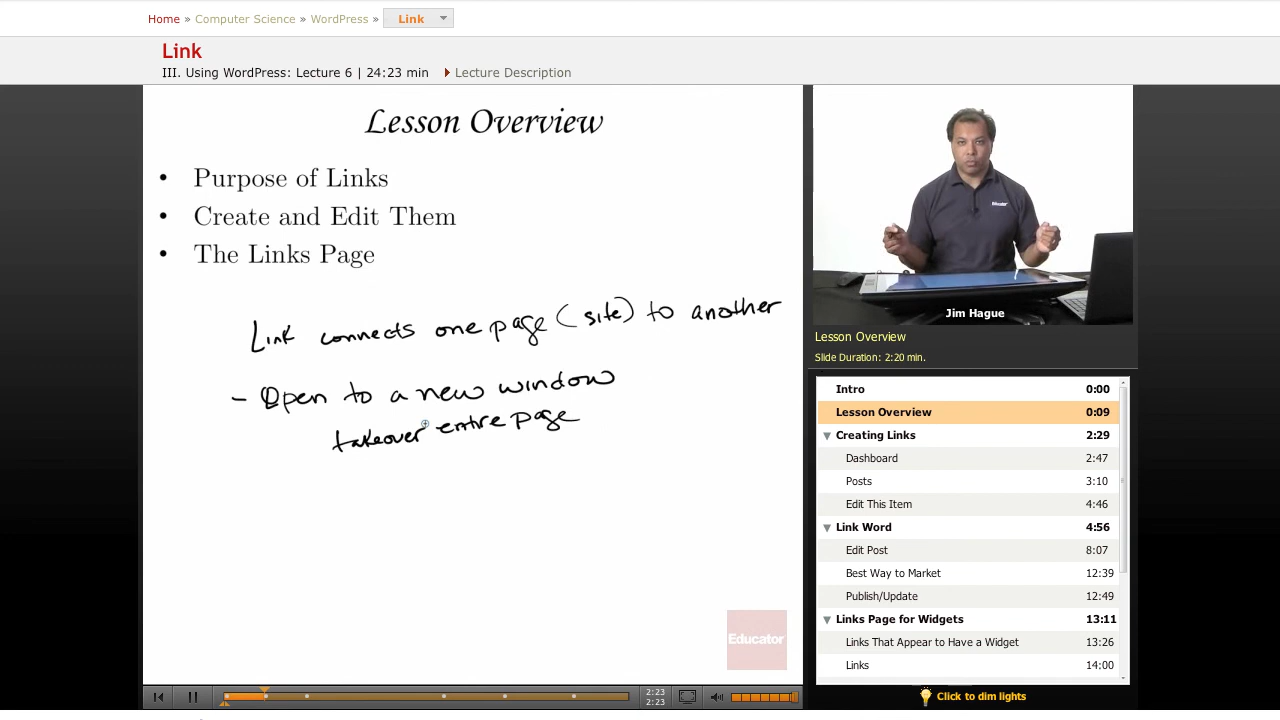 Home » Computer Science » WordPress » Link
Link
III. Using WordPress: Lecture 6 | 24:23 min Lecture Description
Lesson Overview
• Purpose of Links
• Create and Edit Them
• The Links Page
Link connects one page (site) to another
- Open to a new window
takeover entire page
Educator
Educator
Jim Hague
Lesson Overview
Slide Duration: 2:20 min.
Intro 0:00
Lesson Overview 0:09
Creating Links 2:29
Dashboard 2:47
Posts 3:10
Edit This Item 4:46
Link Word 4:56
Edit Post 8:07
Best Way to Market 12:39
Publish/Update 12:49
Links Page for Widgets 13:11
Links That Appear to Have a Widget 13:26
Links 14:00
2:23
2:23
Click to dim lights